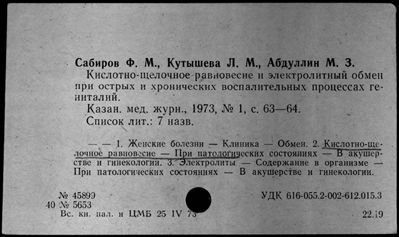 Сабиров Ф. М., Кутышева Л. М., Абдуллин М. З.
Кислотно-щелочное равновесие и электролитный обмен
при острых и хронических воспалительных процессах ге-
ниталий.
Казан. мед. журн., 1973, № 1, с. 63—64.
Список лит.: 7 назв.
— — 1. Женские болезни — Клиника — Обмен. 2. Кислотно-ще-
лочное равновесие — При патологических состояниях — В акушер-
стве и гинекологии. 3. Электролиты — Содержание в организме —
При патологических состояниях — В акушерстве и гинекологии.
№ 45899 УДК 616-055.2-002-612.015.3
40 № 5653
Вс. кн. пал. и ЦМБ 25 IV 73 22.19